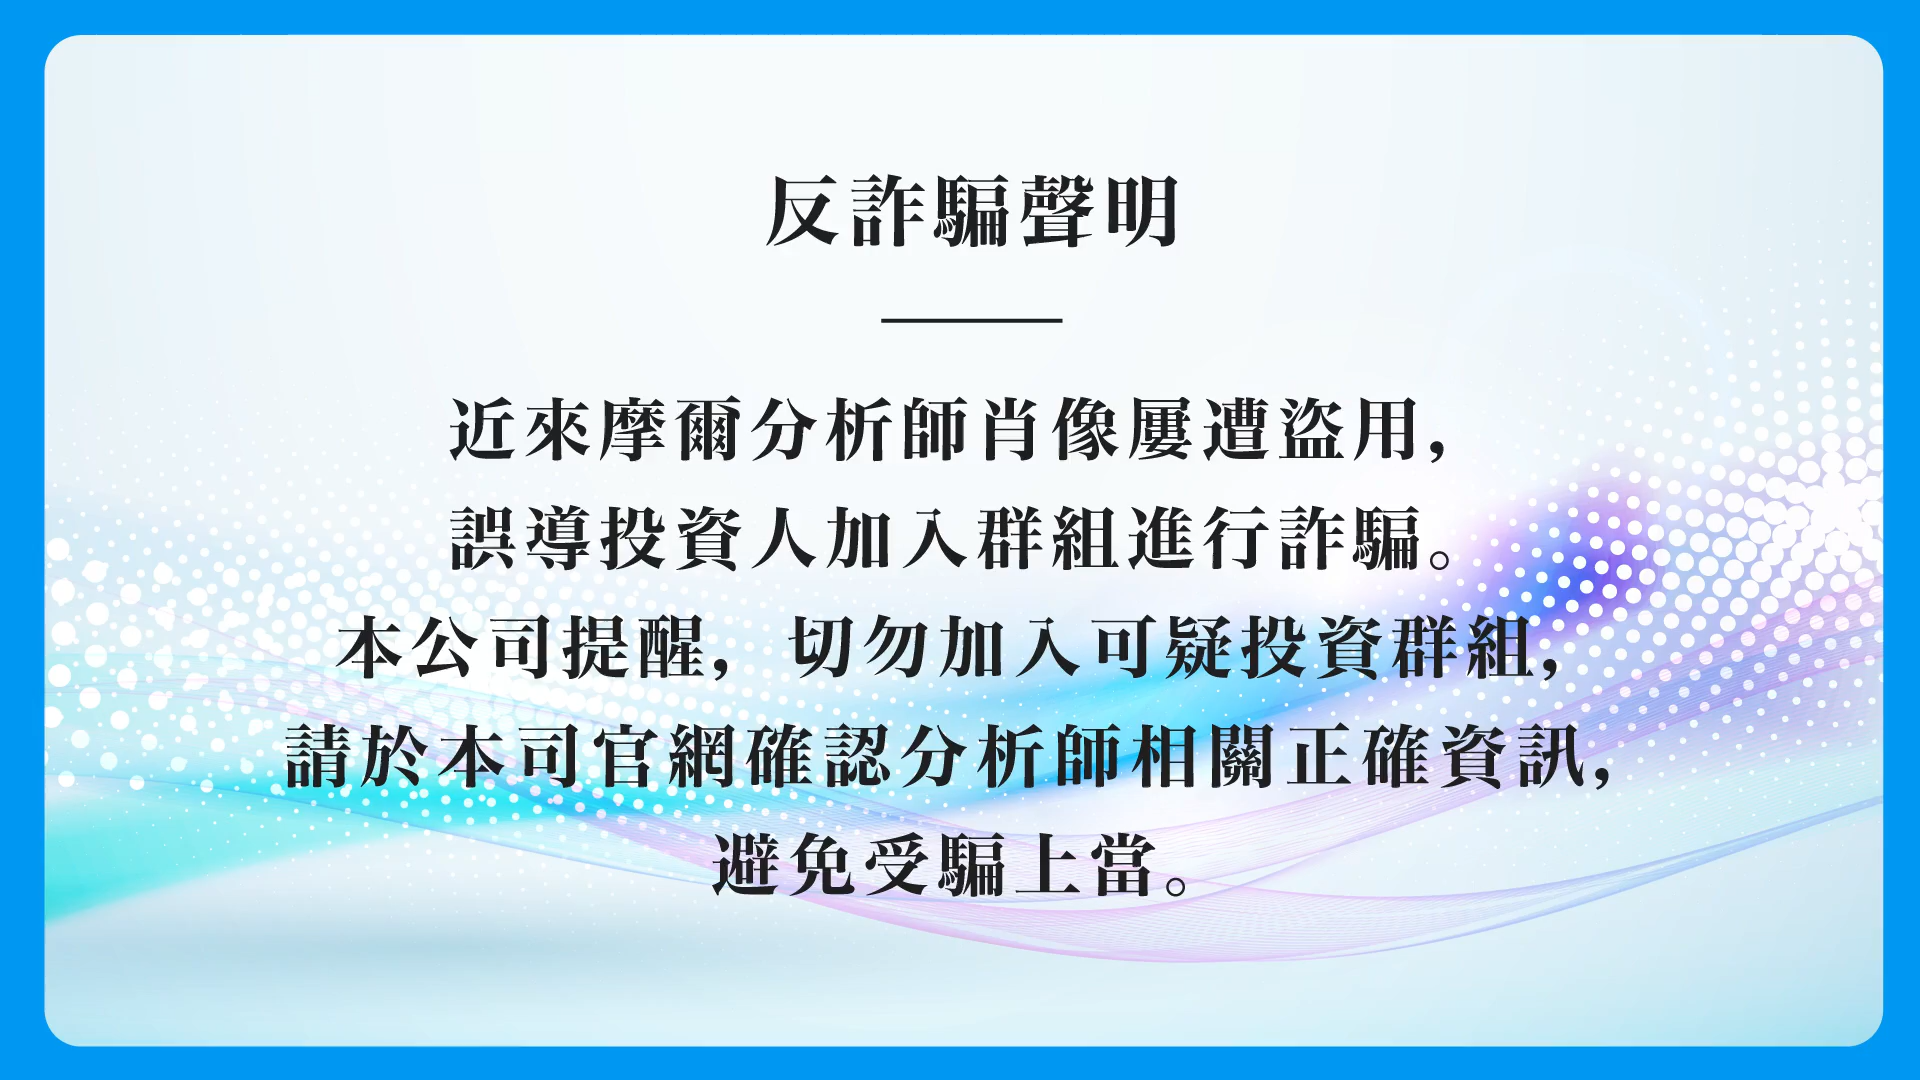 反詐騙聲明
近來摩爾分析師肖像屢遭盜用，
誤導投資人加入群組進行詐騙。
本公司提醒，切勿加入可疑投資群組，
請於本司官網確認分析師相關正確資訊，
避免受騙上當。